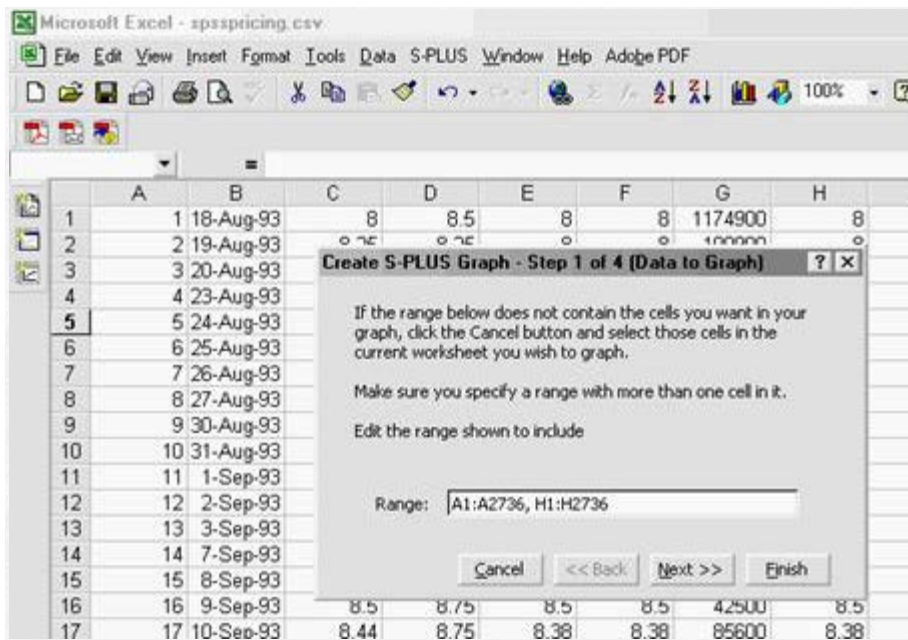 Microsoft Excel - spsspricing.csv
File Edit View Insert Format Tools Data S-PLUS Window Help Adobe PDF
100%
=
A B C D E F G H
1 1 18-Aug-93 8 8.5 8 8 1174900 8
2 2 19-Aug-93
3 3 20-Aug-93
4 4 23-Aug-93
5 5 24-Aug-93
6 6 25-Aug-93
7 7 26-Aug-93
8 8 27-Aug-93
9 9 30-Aug-93
10 10 31-Aug-93
11 11 1-Sep-93
12 12 2-Sep-93
13 13 3-Sep-93
14 14 7-Sep-93
15 15 8-Sep-93
16 16 9-Sep-93 8.5 8.75 8.5 8.5 42500 8.5
17 17 10-Sep-93 8.44 8.75 8.38 8.38 85600 8.38
Create S-PLUS Graph - Step 1 of 4 (Data to Graph)
If the range below does not contain the cells you want in your
graph, click the Cancel button and select those cells in the
current worksheet you wish to graph.
Make sure you specify a range with more than one cell in it.
Edit the range shown to include
Range: A1:A2736, H1:H2736
Cancel << Back Next >> Finish